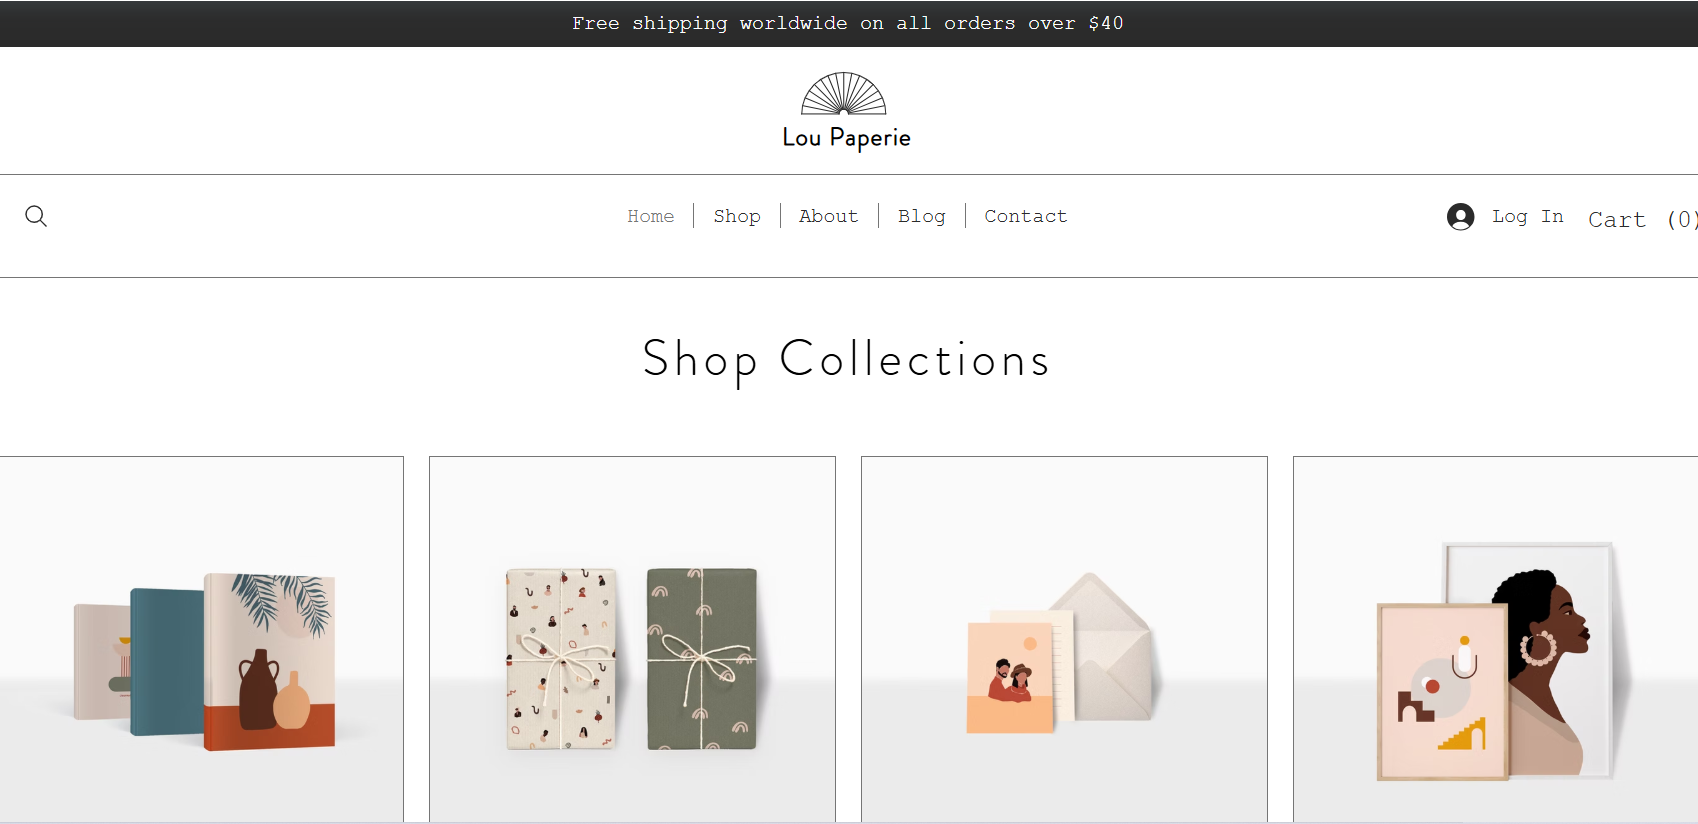 Free shipping worldwide on all orders over $40
Lou Paperie
Home Shop About Blog Contact Log In Cart (0)
Shop Collections